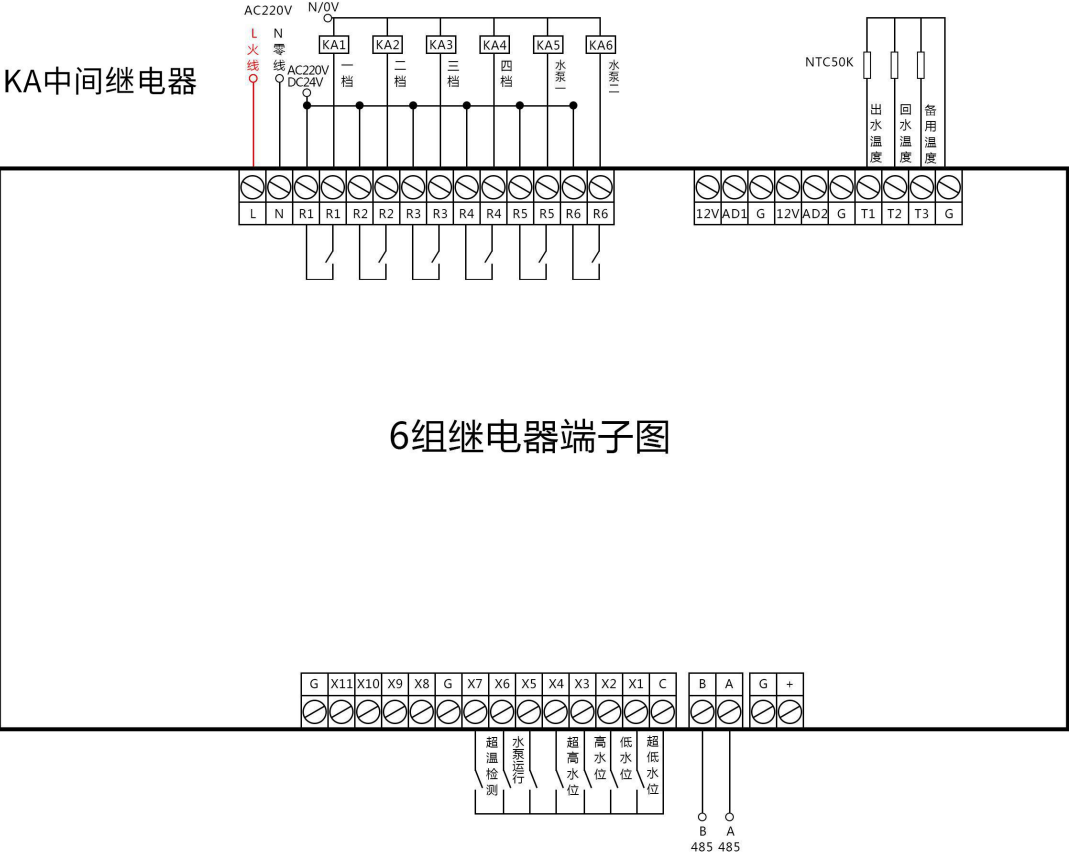 AC220V
N/0V
L火线
N零线
AC220V
DC24V
KA1
KA2
KA3
KA4
KA5
KA6
一档
二档
三档
四档
水泵一
水泵二
KA中间继电器
NTC50K
出水温度
回水温度
备用温度
L N R1 R1 R2 R2 R3 R3 R4 R4 R5 R5 R6 R6
12V AD1 G 12V AD2 G T1 T2 T3 G
6组继电器端子图
G X11 X10 X9 X8 G X7 X6 X5 X4 X3 X2 X1 C
B A
G +
超温检测
水泵运行
超高水位
高水位
低水位
超低水位
B A
485 485